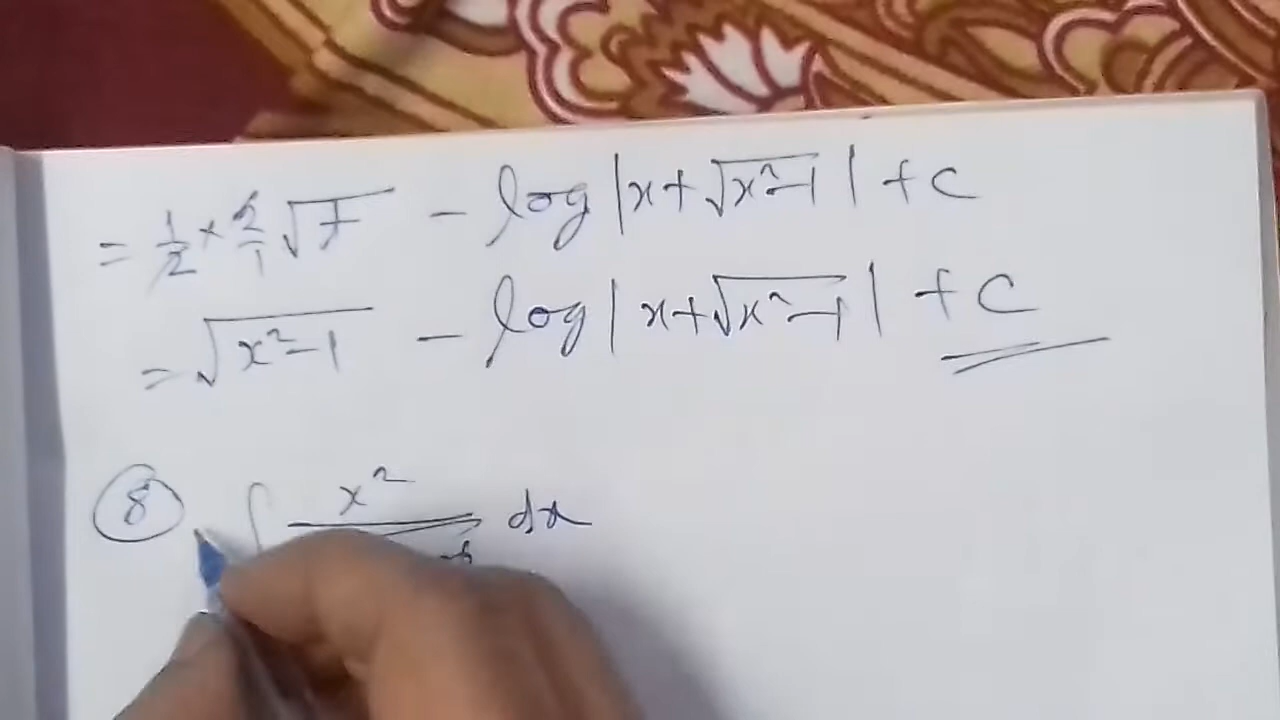 = 1/2 × 2/1 √t - log |x + √x²-1| + c
= √x²-1 - log | x + √x²-1 | + c
⑧ ∫ x²/√ dx